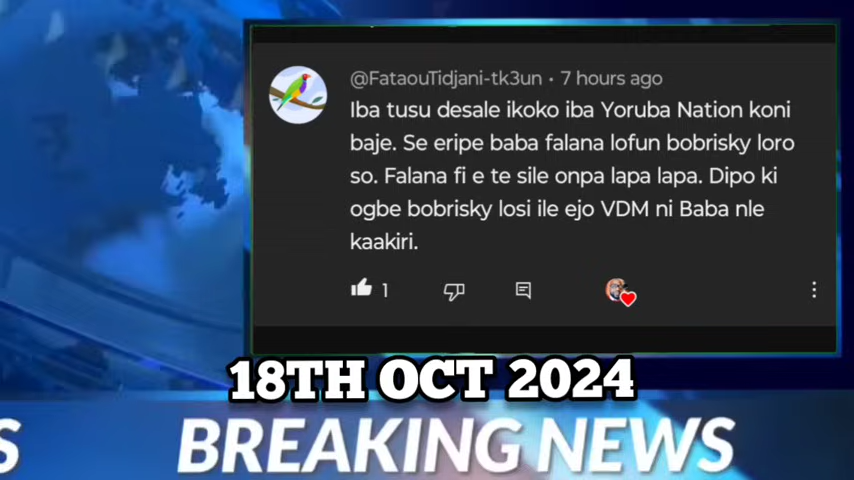 @FataouTidjani-tk3un • 7 hours ago
Iba tusu desale ikoko iba Yoruba Nation koni
baje. Se eripe baba falana lofun bobrisky loro
so. Falana fi e te sile onpa lapa lapa. Dipo ki
ogbe bobrisky losi ile ejo VDM ni Baba nle
kaakiri.
1
18TH OCT 2024
S BREAKING NEWS